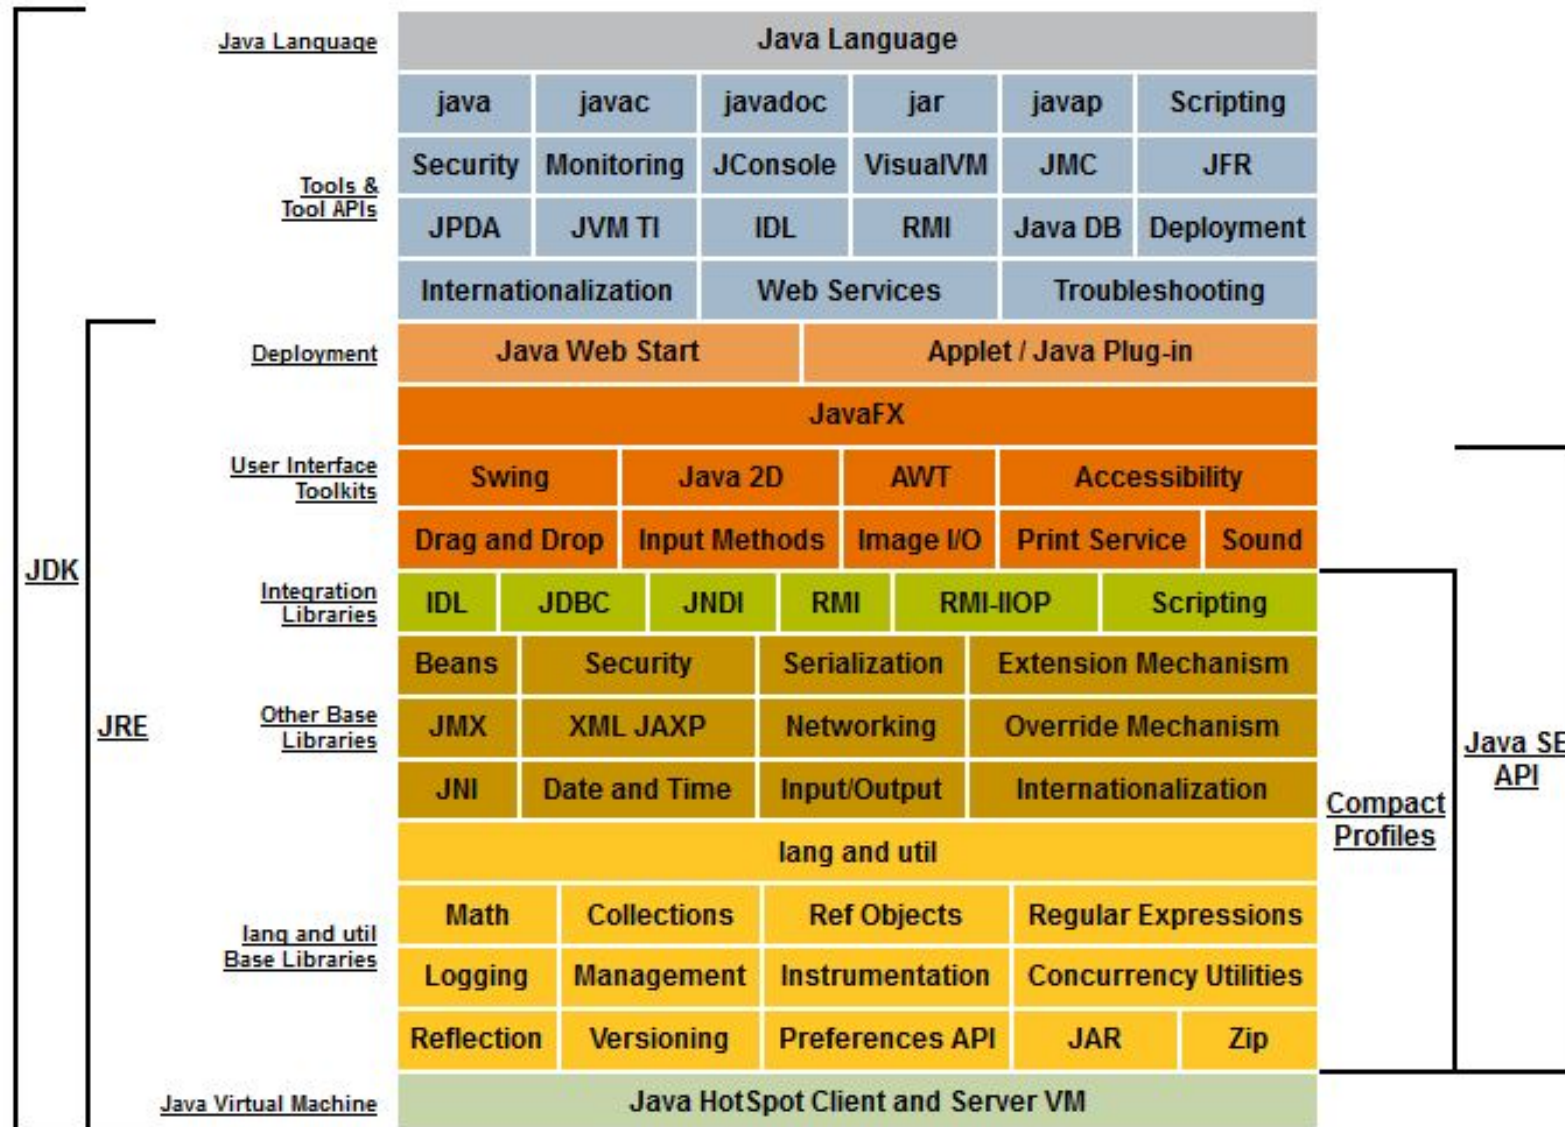 Java Language
Java Language
java javac javadoc jar javap Scripting
Tools &
Tool APIs
Security Monitoring JConsole VisualVM JMC JFR
JPDA JVM TI IDL RMI Java DB Deployment
Internationalization Web Services Troubleshooting
Deployment
Java Web Start Applet / Java Plug-in
JavaFX
User Interface
Toolkits
Swing Java 2D AWT Accessibility
Drag and Drop Input Methods Image I/O Print Service Sound
JDK
Integration
Libraries
IDL JDBC JNDI RMI RMI-IIOP Scripting
Beans Security Serialization Extension Mechanism
JRE
Other Base
Libraries
JMX XML JAXP Networking Override Mechanism
Java SE
API
JNI Date and Time Input/Output Internationalization
Compact
Profiles
lang and util
lang and util
Base Libraries
Math Collections Ref Objects Regular Expressions
Logging Management Instrumentation Concurrency Utilities
Reflection Versioning Preferences API JAR Zip
Java Virtual Machine
Java HotSpot Client and Server VM